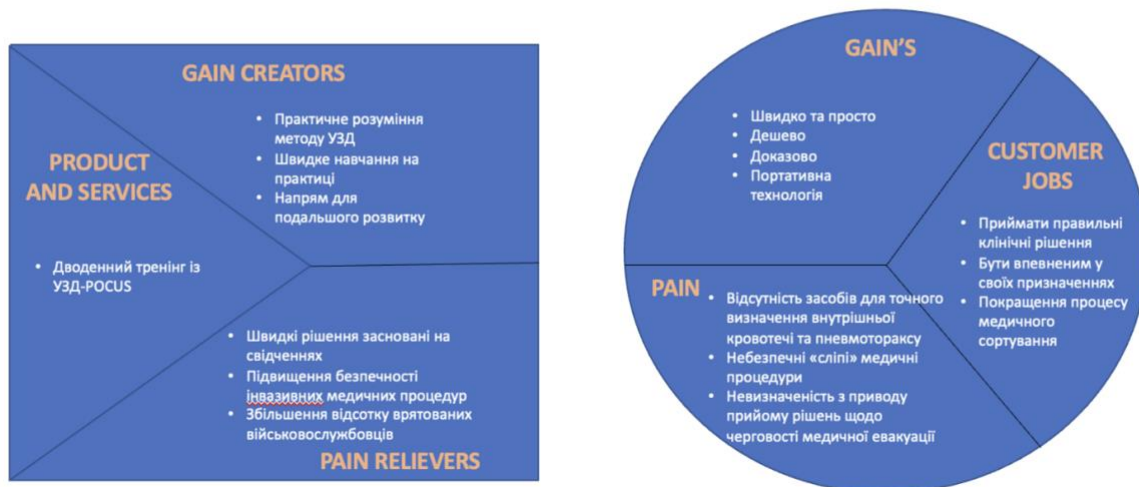 GAIN CREATORS
• Практичне розуміння
методу УЗД
• Швидке навчання на
практиці
• Напрям для
подальшого розвитку
PRODUCT
AND SERVICES
• Дводенний тренінг із
УЗД-POCUS
• Швидкі рішення засновані на
свідченнях
• Підвищення безпечності
інвазивних медичних процедур
• Збільшення відсотку врятованих
військовослужбовців
PAIN RELIEVERS
GAIN’S
• Швидко та просто
• Дешево
• Доказово
• Портативна
технологія
CUSTOMER
JOBS
• Приймати правильні
клінічні рішення
• Бути впевненим у
своїх призначеннях
• Покращення процесу
медичного
сортування
PAIN
• Відсутність засобів для точного
визначення внутрішньої
кровотечі та пневмотораксу
• Небезпечні «сліпі» медичні
процедури
• Невизначеність з приводу
прийому рішень щодо
черговості медичної евакуації